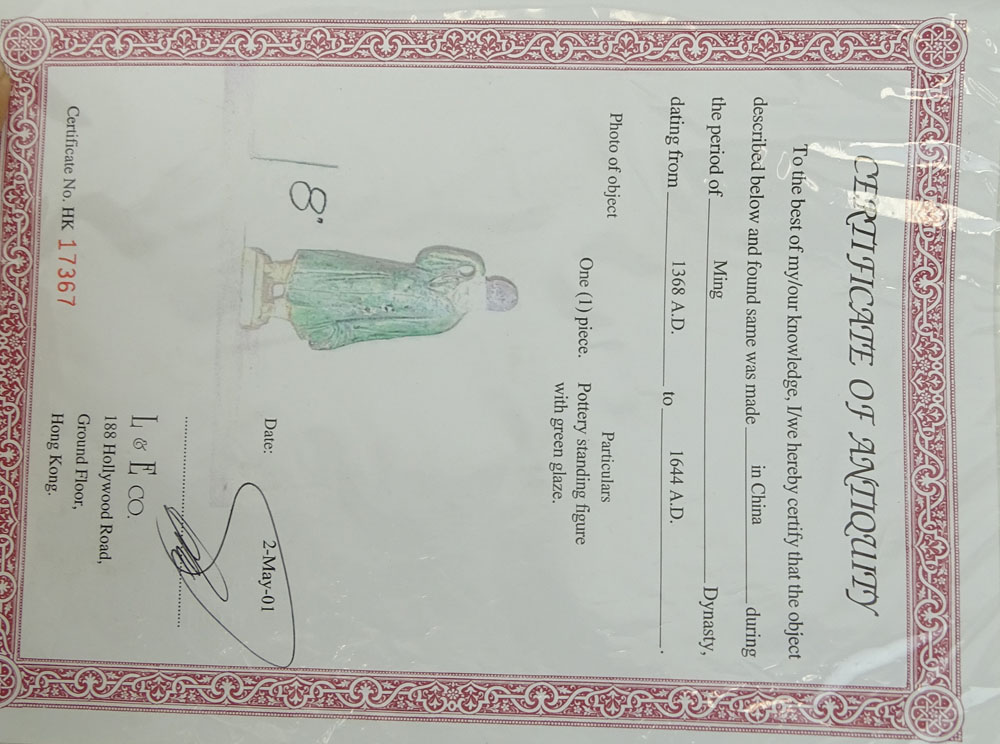 CERTIFICATE OF ANTIQUITY
To the best of my/our knowledge, I/we hereby certify that the object
described below and found same was made in China during
the period of Ming Dynasty,
dating from 1368 A.D. to 1644 A.D.
Photo of object
Particulars
One (1) piece. Pottery standing figure
with green glaze.
18.
Date: 2-May-01
L & E CO.
188 Hollywood Road,
Ground Floor,
Hong Kong.
Certificate No. HK 17367